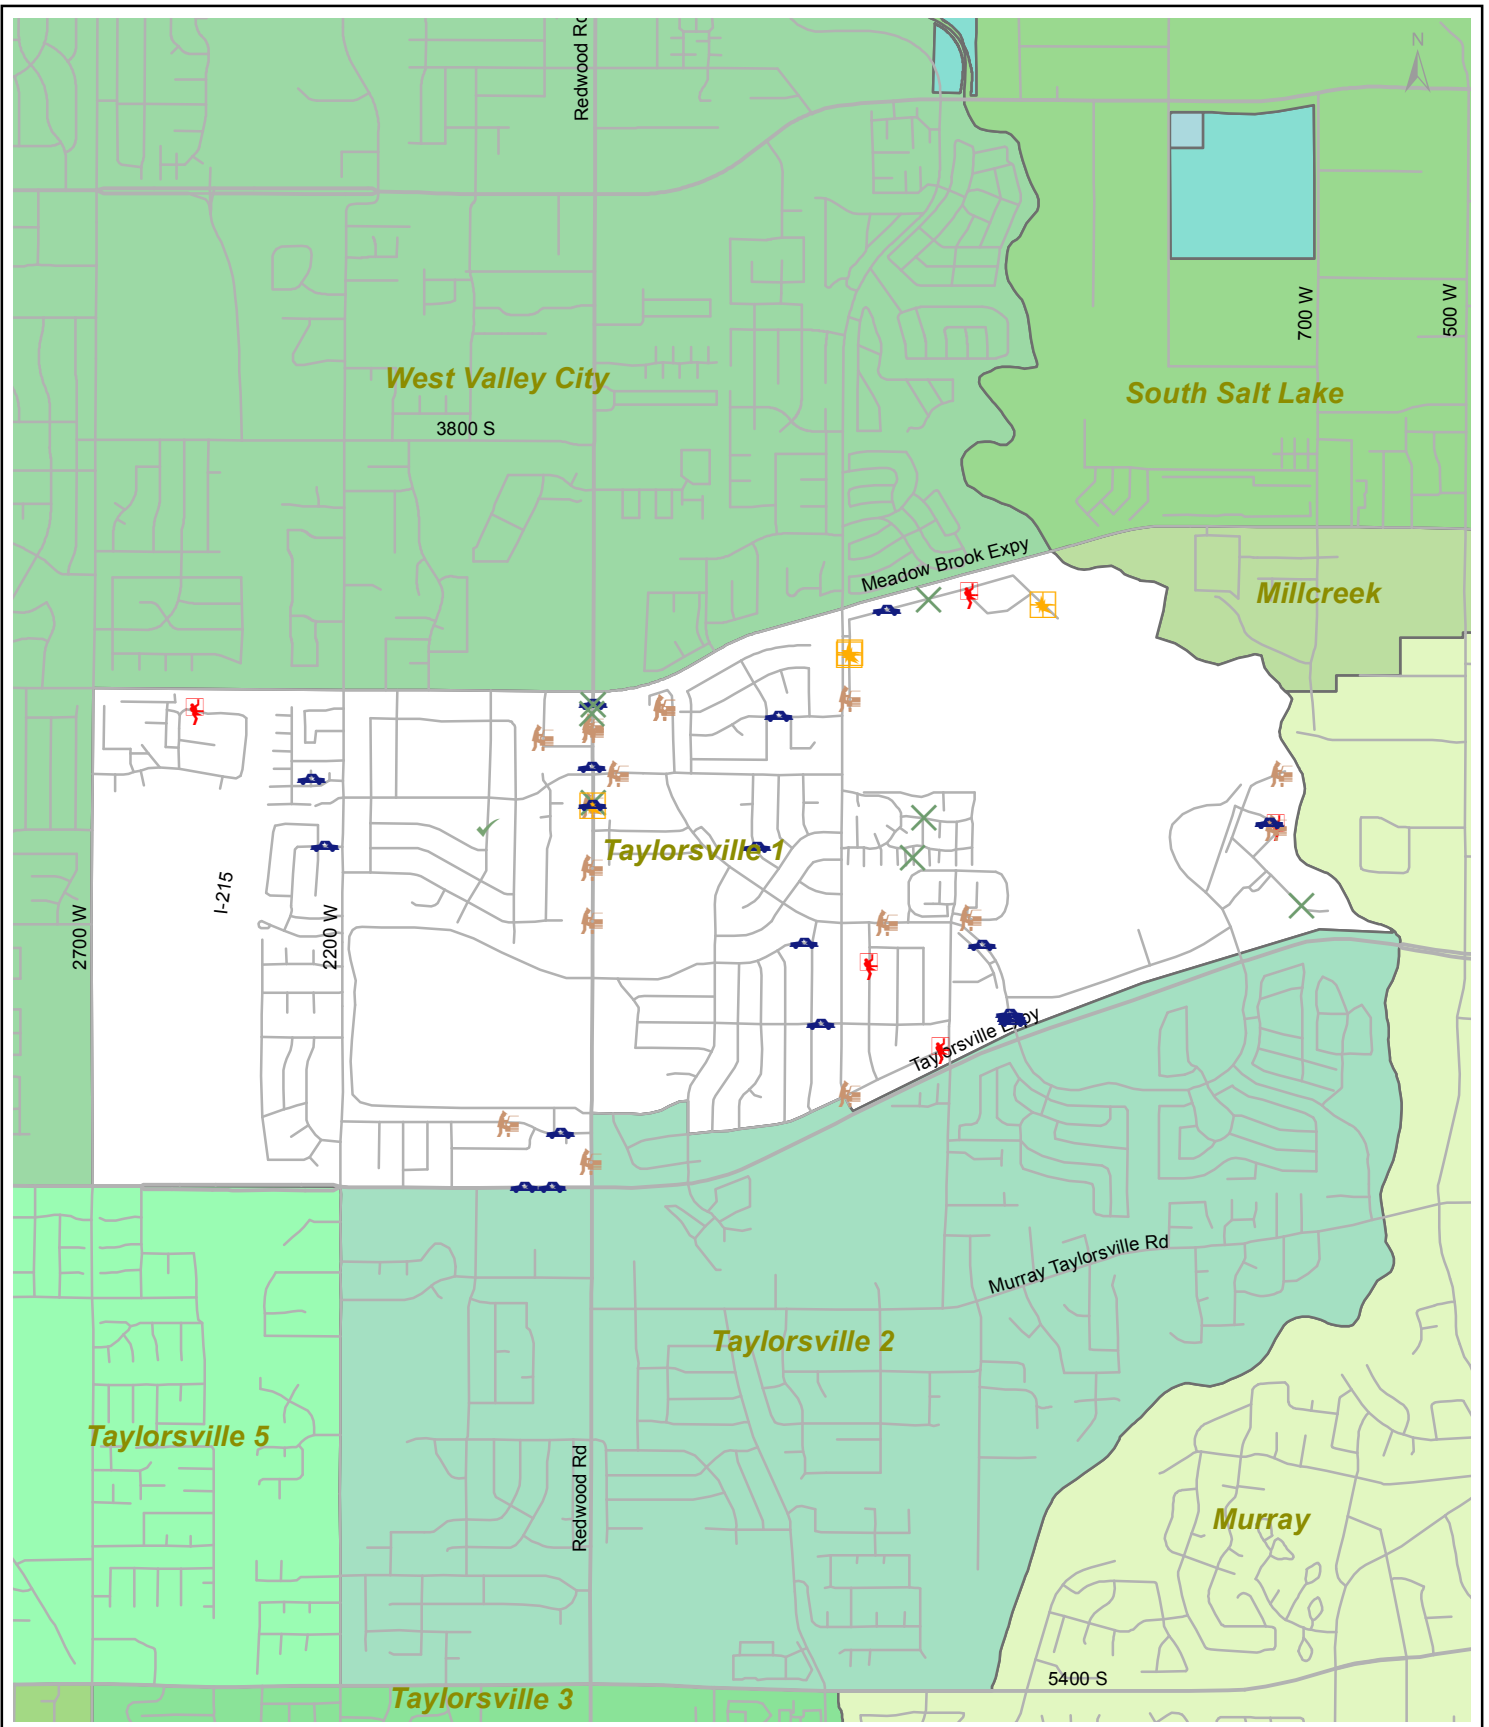 Redwood Rd
N
700 W
500 W
West Valley City
South Salt Lake
3800 S
Meadow Brook Expy
Millcreek
Taylorsville 1
I-215
2700 W
2200 W
Taylorsville Expy
Murray Taylorsville Rd
Taylorsville 2
Taylorsville 5
Redwood Rd
Murray
5400 S
Taylorsville 3